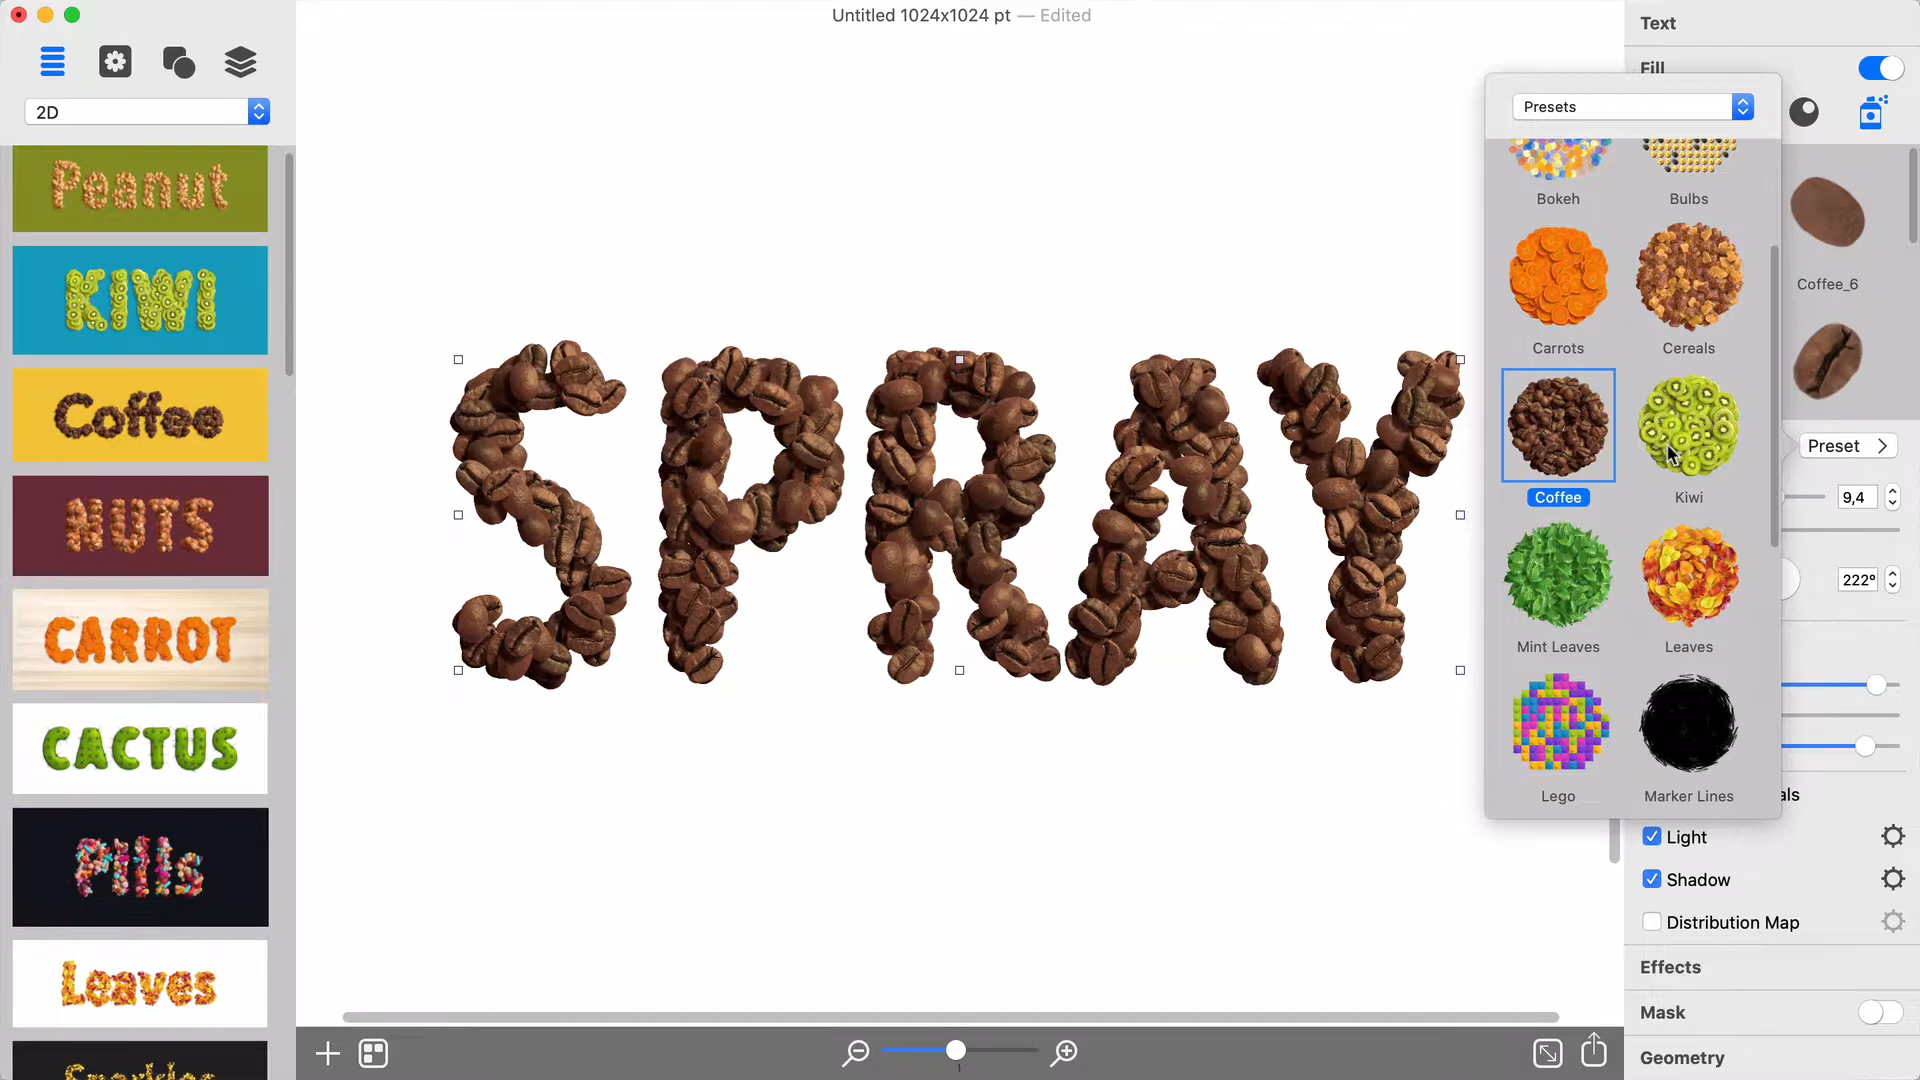 Untitled 1024x1024 pt — Edited
2D
Peanut
KIWI
Coffee
NUTS
CARROT
CACTUS
Pills
Leaves
Sparkles
SPRAY
Presets
Bokeh
Bulbs
Carrots
Cereals
Coffee
Kiwi
Mint Leaves
Leaves
Lego
Marker Lines
Text
Fill
Coffee_6
Preset
9,4
222°
als
Light
Shadow
Distribution Map
Effects
Mask
Geometry